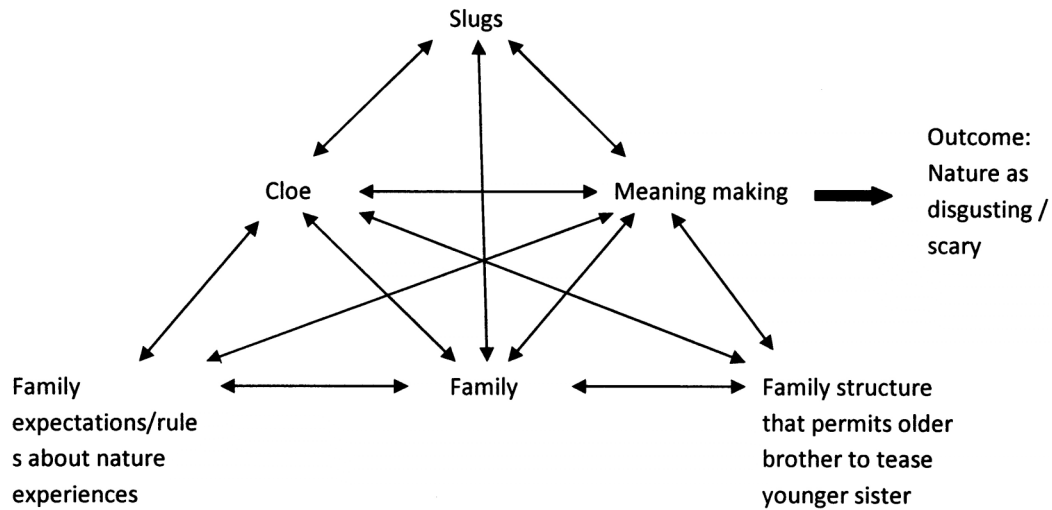 Slugs
Outcome:
Nature as
disgusting /
scary
Cloe
Meaning making
Family
expectations/rule
s about nature
experiences
Family
Family structure
that permits older
brother to tease
younger sister